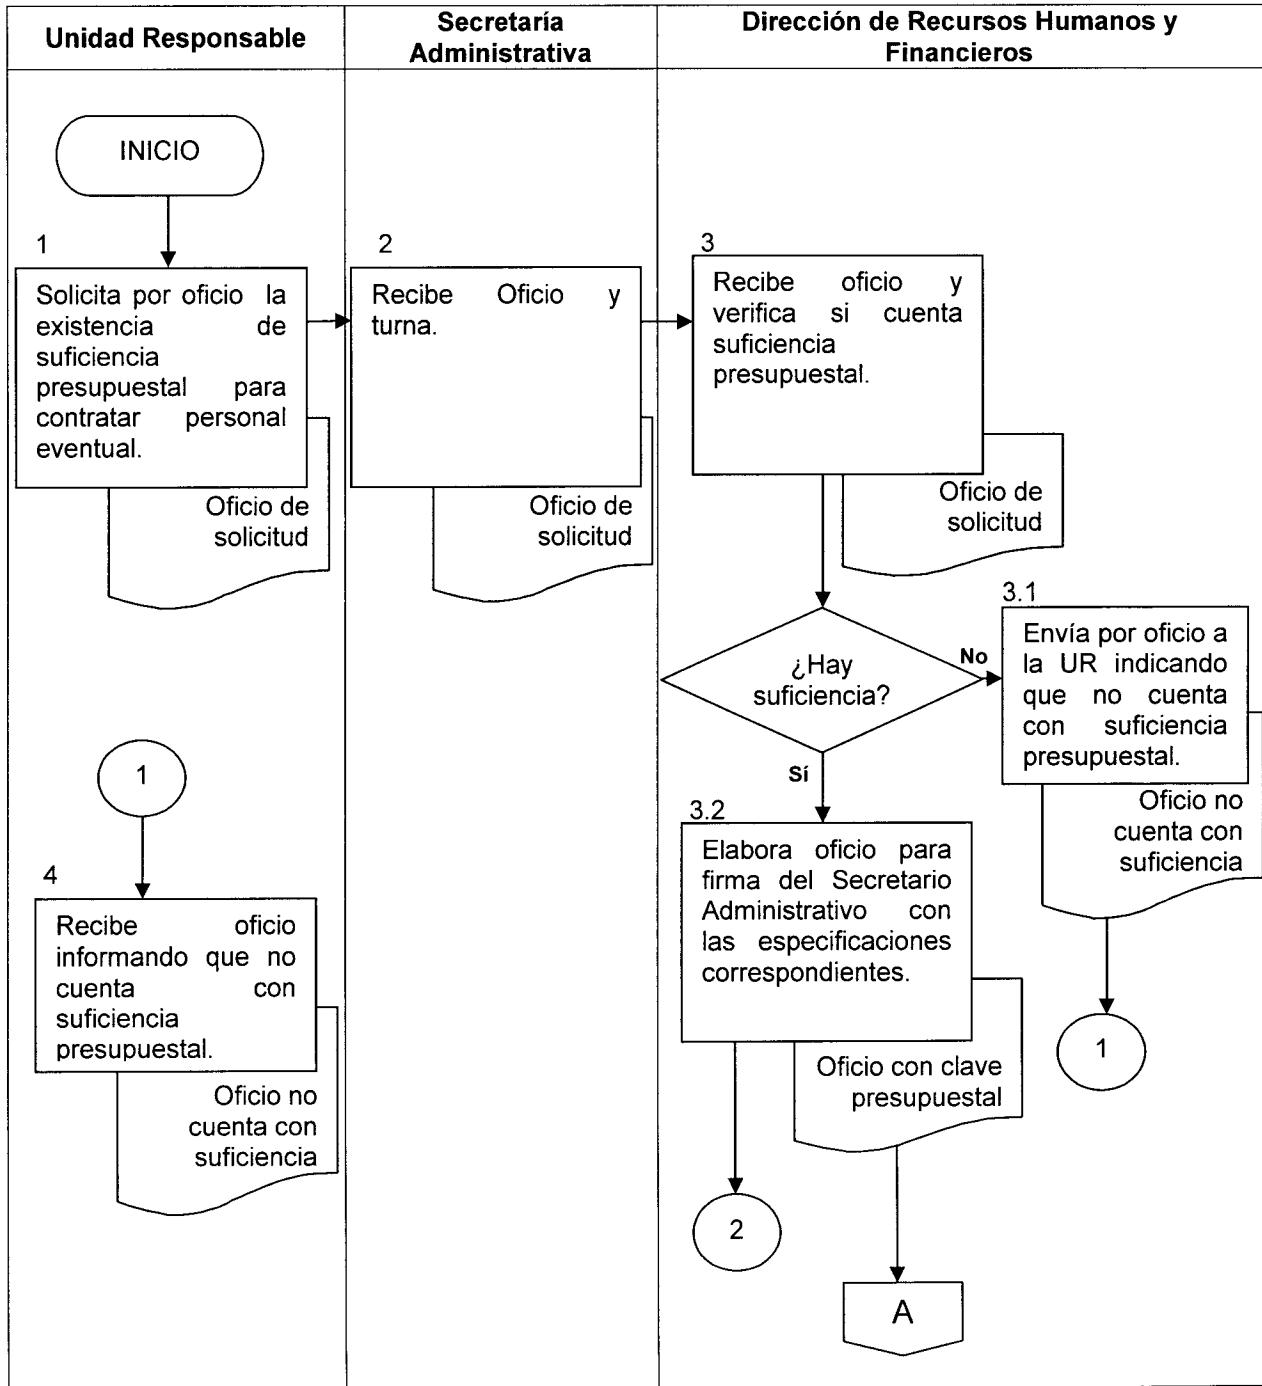 Unidad Responsable
Secretaría
Administrativa
Dirección de Recursos Humanos y
Financieros
INICIO
1
Solicita por oficio la
existencia de
suficiencia
presupuestal para
contratar personal
eventual.
Oficio de
solicitud
2
Recibe Oficio y
turna.
Oficio de
solicitud
3
Recibe oficio y
verifica si cuenta
suficiencia
presupuestal.
Oficio de
solicitud
¿Hay
suficiencia?
No
Sí
3.1
Envía por oficio a
la UR indicando
que no cuenta
con suficiencia
presupuestal.
Oficio no
cuenta con
suficiencia
1
3.2
Elabora oficio para
firma del Secretario
Administrativo con
las especificaciones
correspondientes.
Oficio con clave
presupuestal
2
A
1
4
Recibe oficio
informando que no
cuenta con
suficiencia
presupuestal.
Oficio no
cuenta con
suficiencia